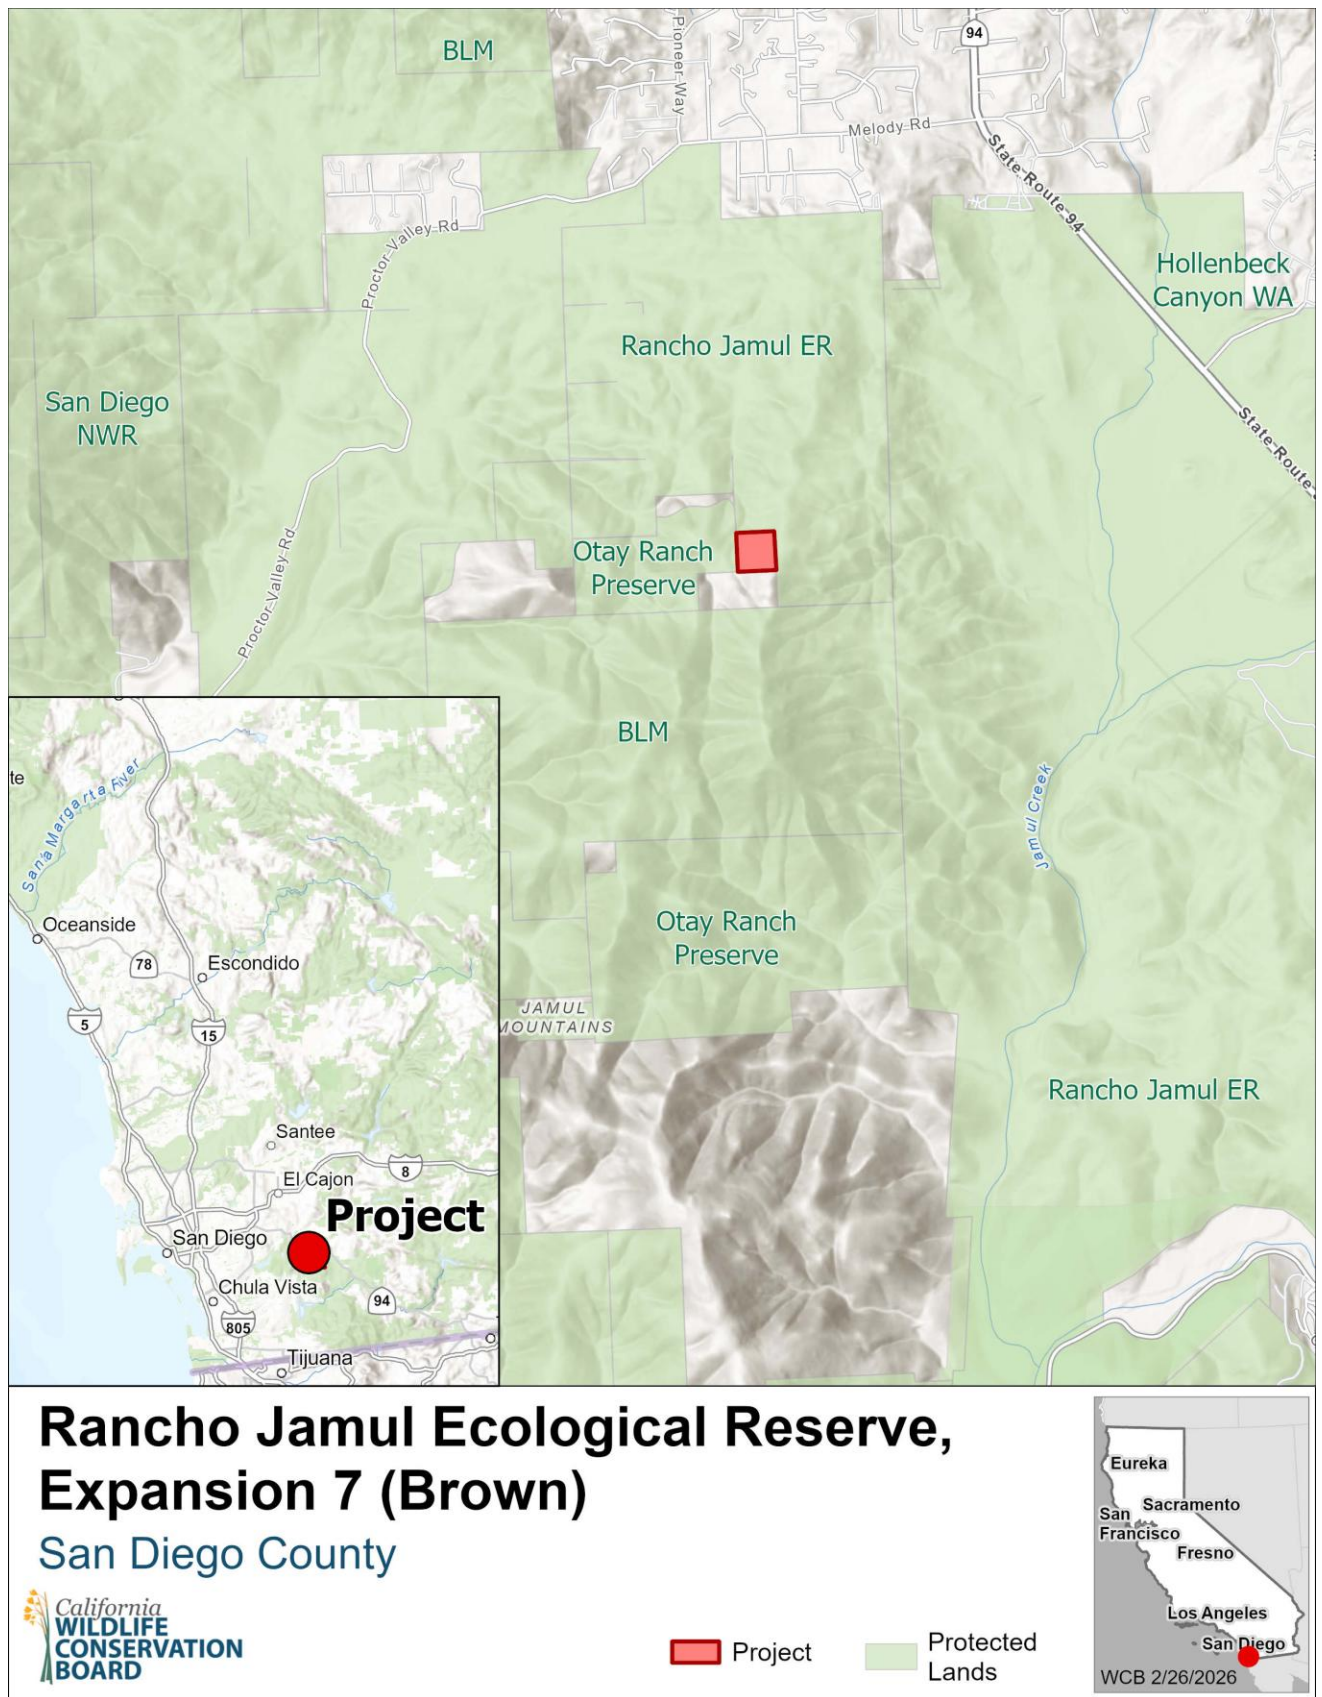 BLM
Pioneer Way
94
Melody Rd
State Route 94
Proctor Valley Rd
Hollenbeck
Canyon WA
Rancho Jamul ER
San Diego
NWR
State Route
Proctor Valley Rd
Otay Ranch
Preserve
BLM
Jamul Creek
Otay Ranch
Preserve
JAMUL
MOUNTAINS
Rancho Jamul ER
te
Santa Margarita River
Oceanside
78
Escondido
5
15
Santee
El Cajon
8
Project
San Diego
Chula Vista
94
805
Tijuana
Rancho Jamul Ecological Reserve,
Expansion 7 (Brown)
San Diego County
California
WILDLIFE
CONSERVATION
BOARD
Project
Protected
Lands
Eureka
Sacramento
San
Francisco
Fresno
Los Angeles
San Diego
WCB 2/26/2026